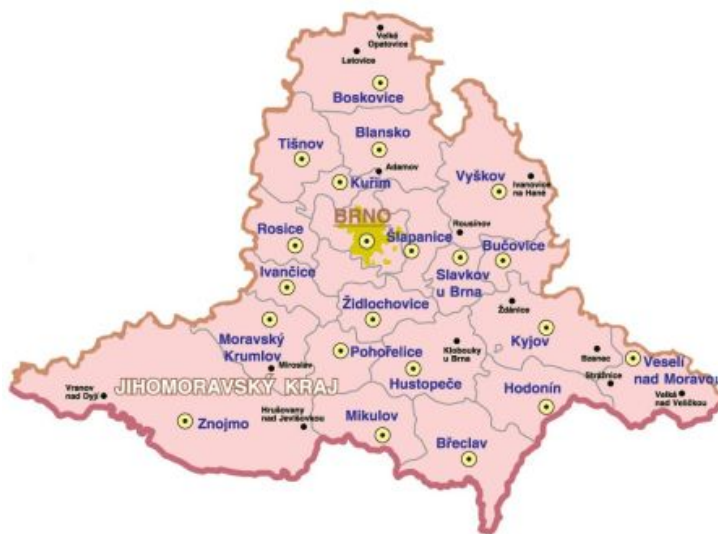 Velké
Opatovice
Letovice
Boskovice
Blansko
Tišnov
Adamov
Kuřim
Vyškov
Ivanovice
na Hané
BRNO
Rosice
Šlapanice
Rousínov
Bučovice
Ivančice
Slavkov
u Brna
Židlochovice
Ždánice
Moravský
Krumlov
Pohořelice
Klobouky
u Brna
Kyjov
Bosnec
Veselí
nad Moravou
Miroslav
Hustopeče
Strážnice
JIHOMORAVSKÝ KRAJ
Vranov
nad Dyjí
Hodonín
Velká
nad Veličkou
Znojmo
Hrušovany
nad Jevišovkou
Mikulov
Břeclav